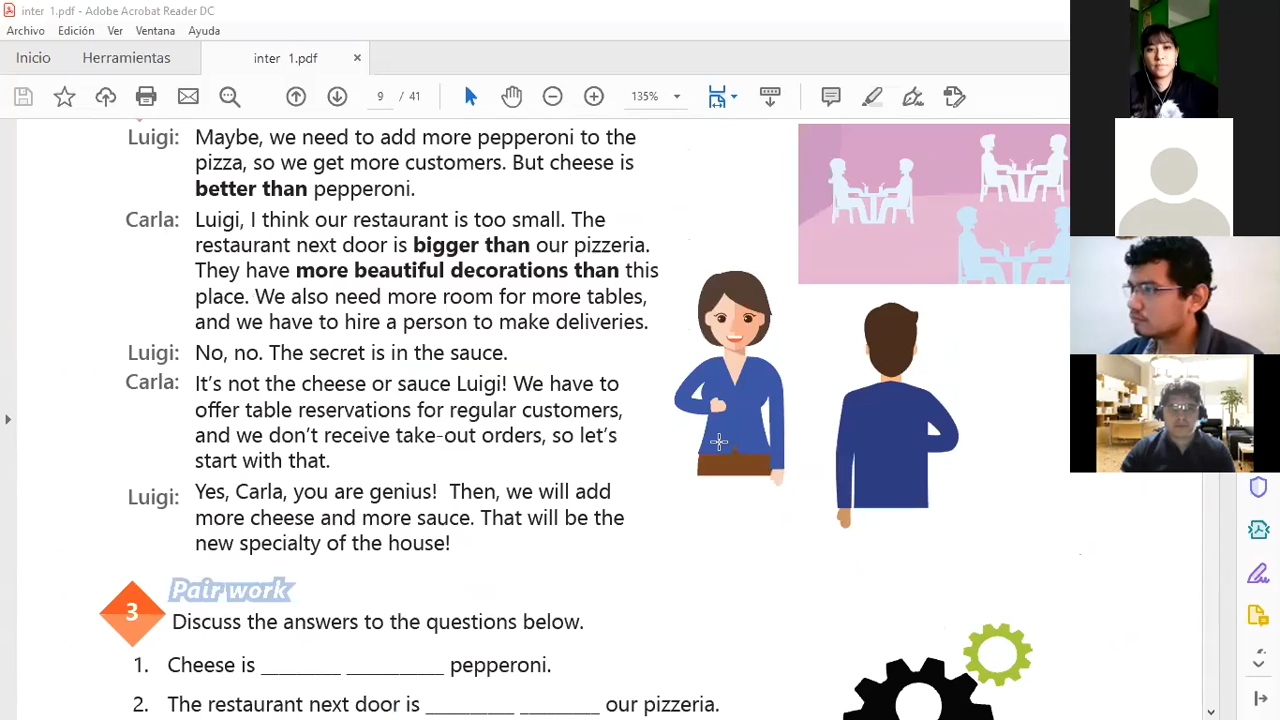 inter 1.pdf - Adobe Acrobat Reader DC
Archivo Edición Ver Ventana Ayuda
Inicio Herramientas inter 1.pdf ×
9 / 41 135%
Luigi: Maybe, we need to add more pepperoni to the
pizza, so we get more customers. But cheese is
better than pepperoni.
Carla: Luigi, I think our restaurant is too small. The
restaurant next door is bigger than our pizzeria.
They have more beautiful decorations than this
place. We also need more room for more tables,
and we have to hire a person to make deliveries.
Luigi: No, no. The secret is in the sauce.
Carla: It's not the cheese or sauce Luigi! We have to
offer table reservations for regular customers,
and we don't receive take-out orders, so let's
start with that.
Luigi: Yes, Carla, you are genius! Then, we will add
more cheese and more sauce. That will be the
new specialty of the house!
Pair work
3
Discuss the answers to the questions below.
1. Cheese is ________ __________ pepperoni.
2. The restaurant next door is _________ ________ our pizzeria.